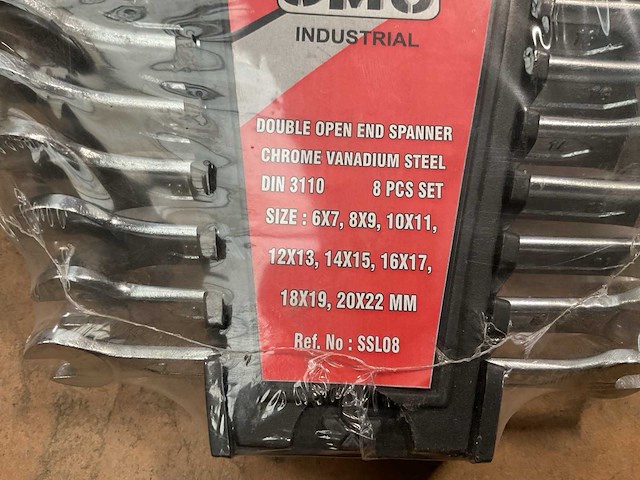 INDUSTRIAL
DOUBLE OPEN END SPANNER
CHROME VANADIUM STEEL
DIN 3110 8 PCS SET
SIZE : 6X7, 8X9, 10X11,
12X13, 14X15, 16X17,
18X19, 20X22 MM
Ref. No : SSL08